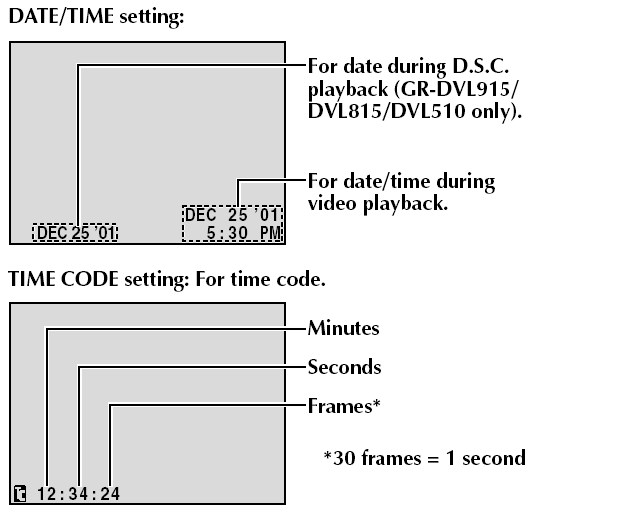 DATE/TIME setting:
For date during D.S.C.
playback (GR-DVL915/
DVL815/DVL510 only).
For date/time during
video playback.
DEC 25 '01
DEC 25 '01
5:30 PM
TIME CODE setting: For time code.
Minutes
Seconds
Frames*
*30 frames = 1 second
12:34:24